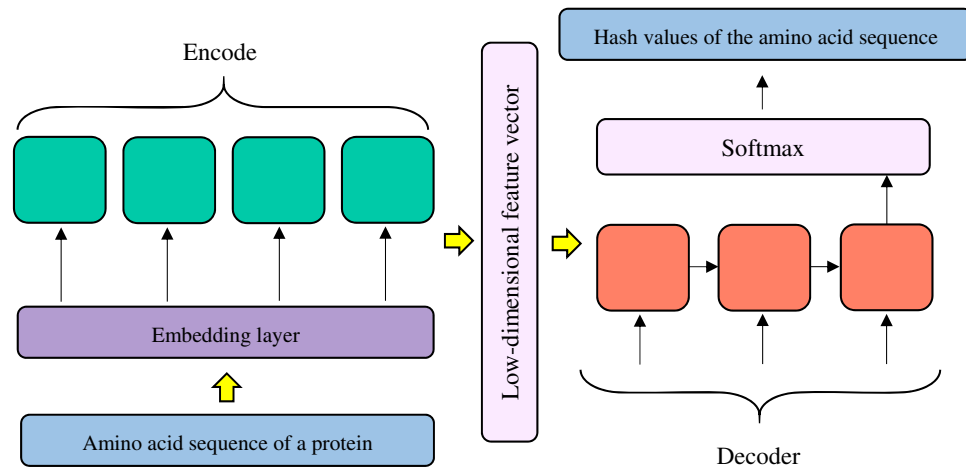 Encode
Embedding layer
Amino acid sequence of a protein
Low-dimensional feature vector
Hash values of the amino acid sequence
Softmax
Decoder